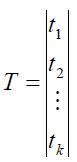 T = | t₁ |
| t₂ |
| ⋮ |
| tₖ |